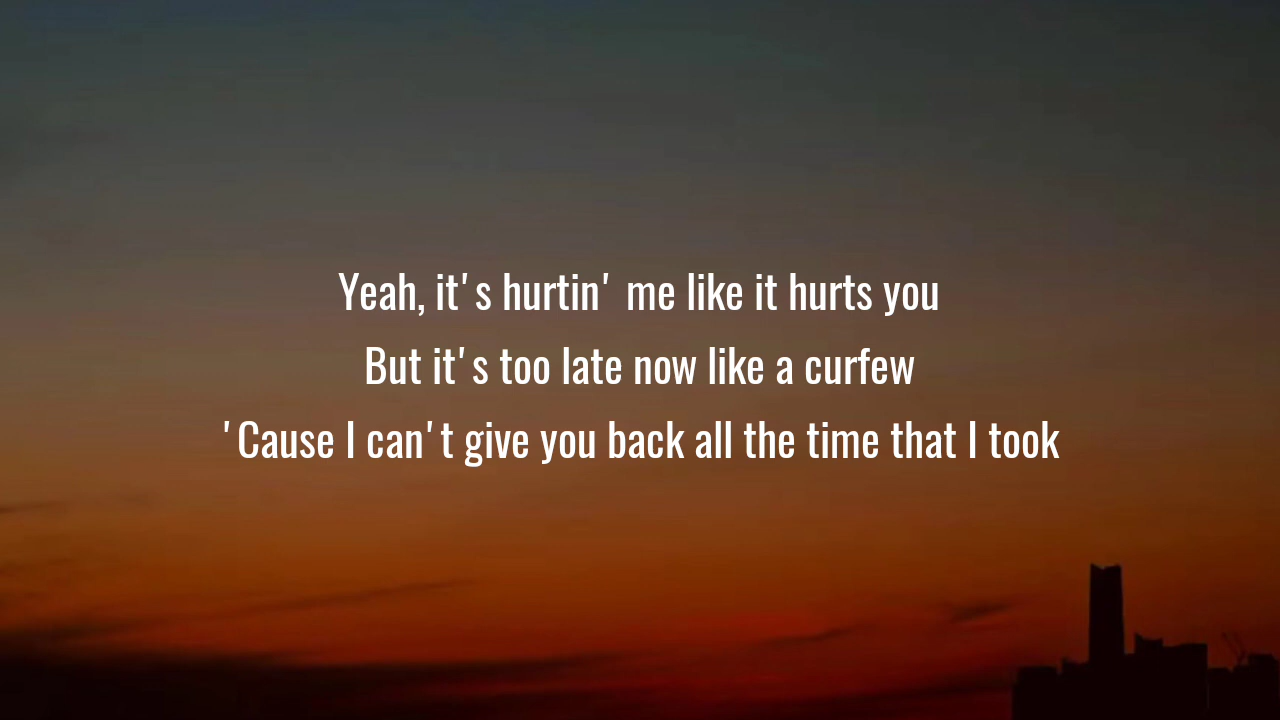 Yeah, it's hurtin' me like it hurts you
But it's too late now like a curfew
'Cause I can't give you back all the time that I took